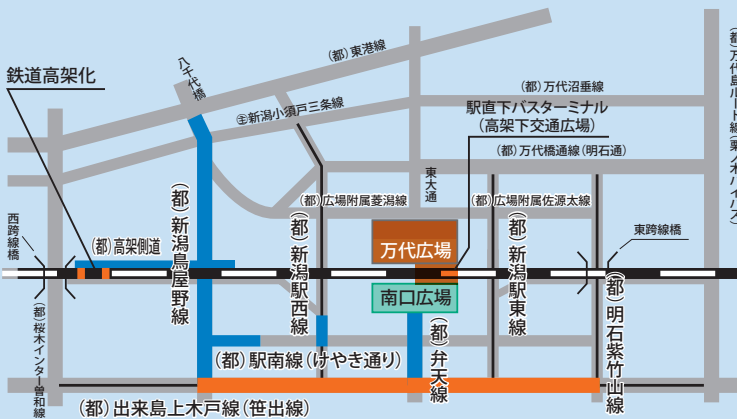 (都)東港線
八千代橋
鉄道高架化
(都)万代島ルート線(栗ノ木バイパス)
(都)万代沼垂線
㊤新潟小須戸三条線
駅直下バスターミナル
(高架下交通広場)
(都)万代橋通線(明石通)
東大通
(都)広場附属菱潟線
(都)広場附属佐源太線
西跨線橋
(都)高架側道
(都)新潟鳥屋野線
(都)新潟駅西線
万代広場
(都)新潟駅東線
東跨線橋
南口広場
(都)桜木インター曽和線
(都)弁天線
(都)明石紫竹山線
(都)駅南線(けやき通り)
(都)出来島上木戸線(笹出線)